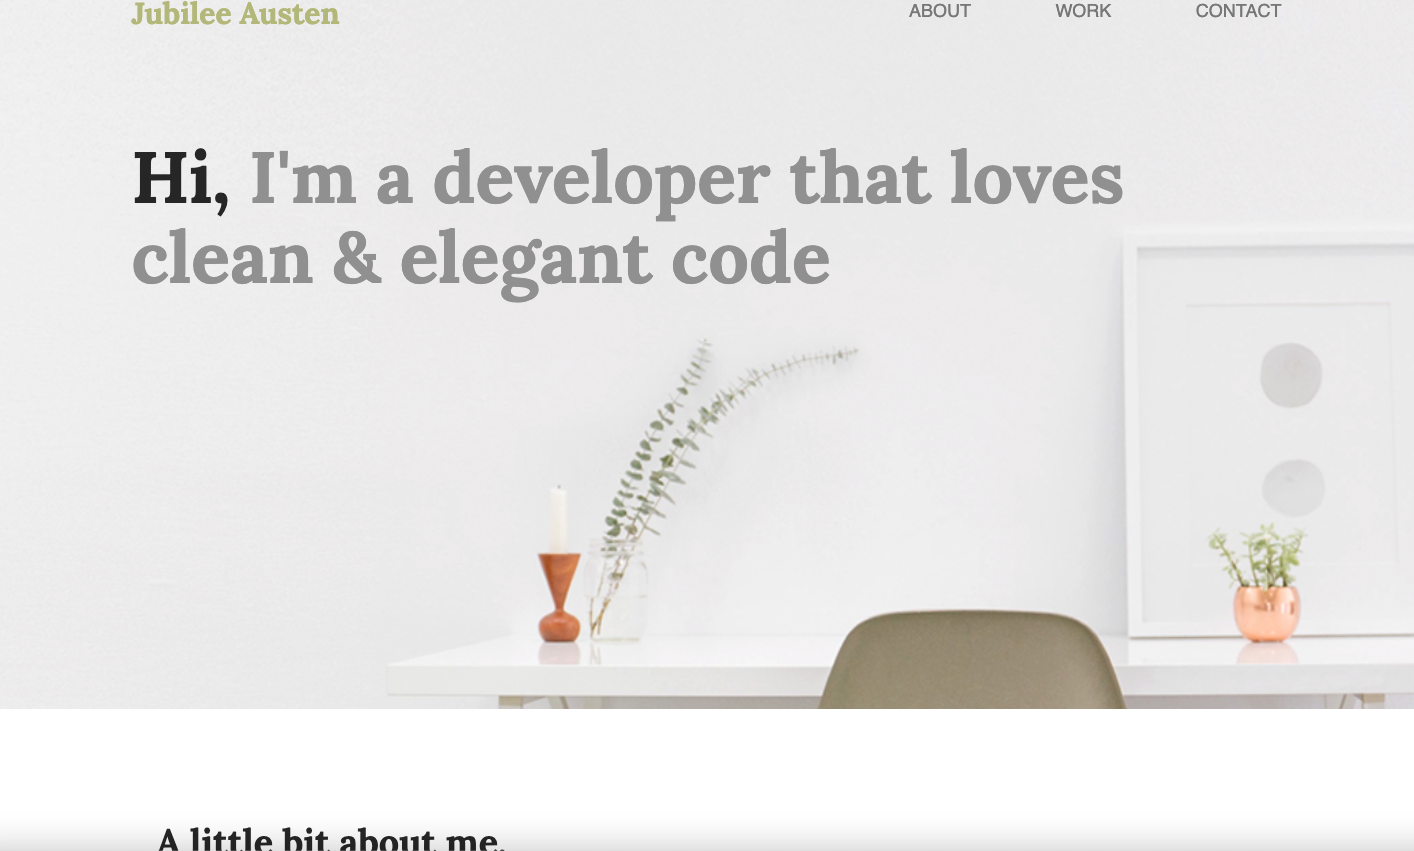 Jubilee Austen
ABOUT WORK CONTACT
Hi, I'm a developer that loves
clean & elegant code
A little bit about me.